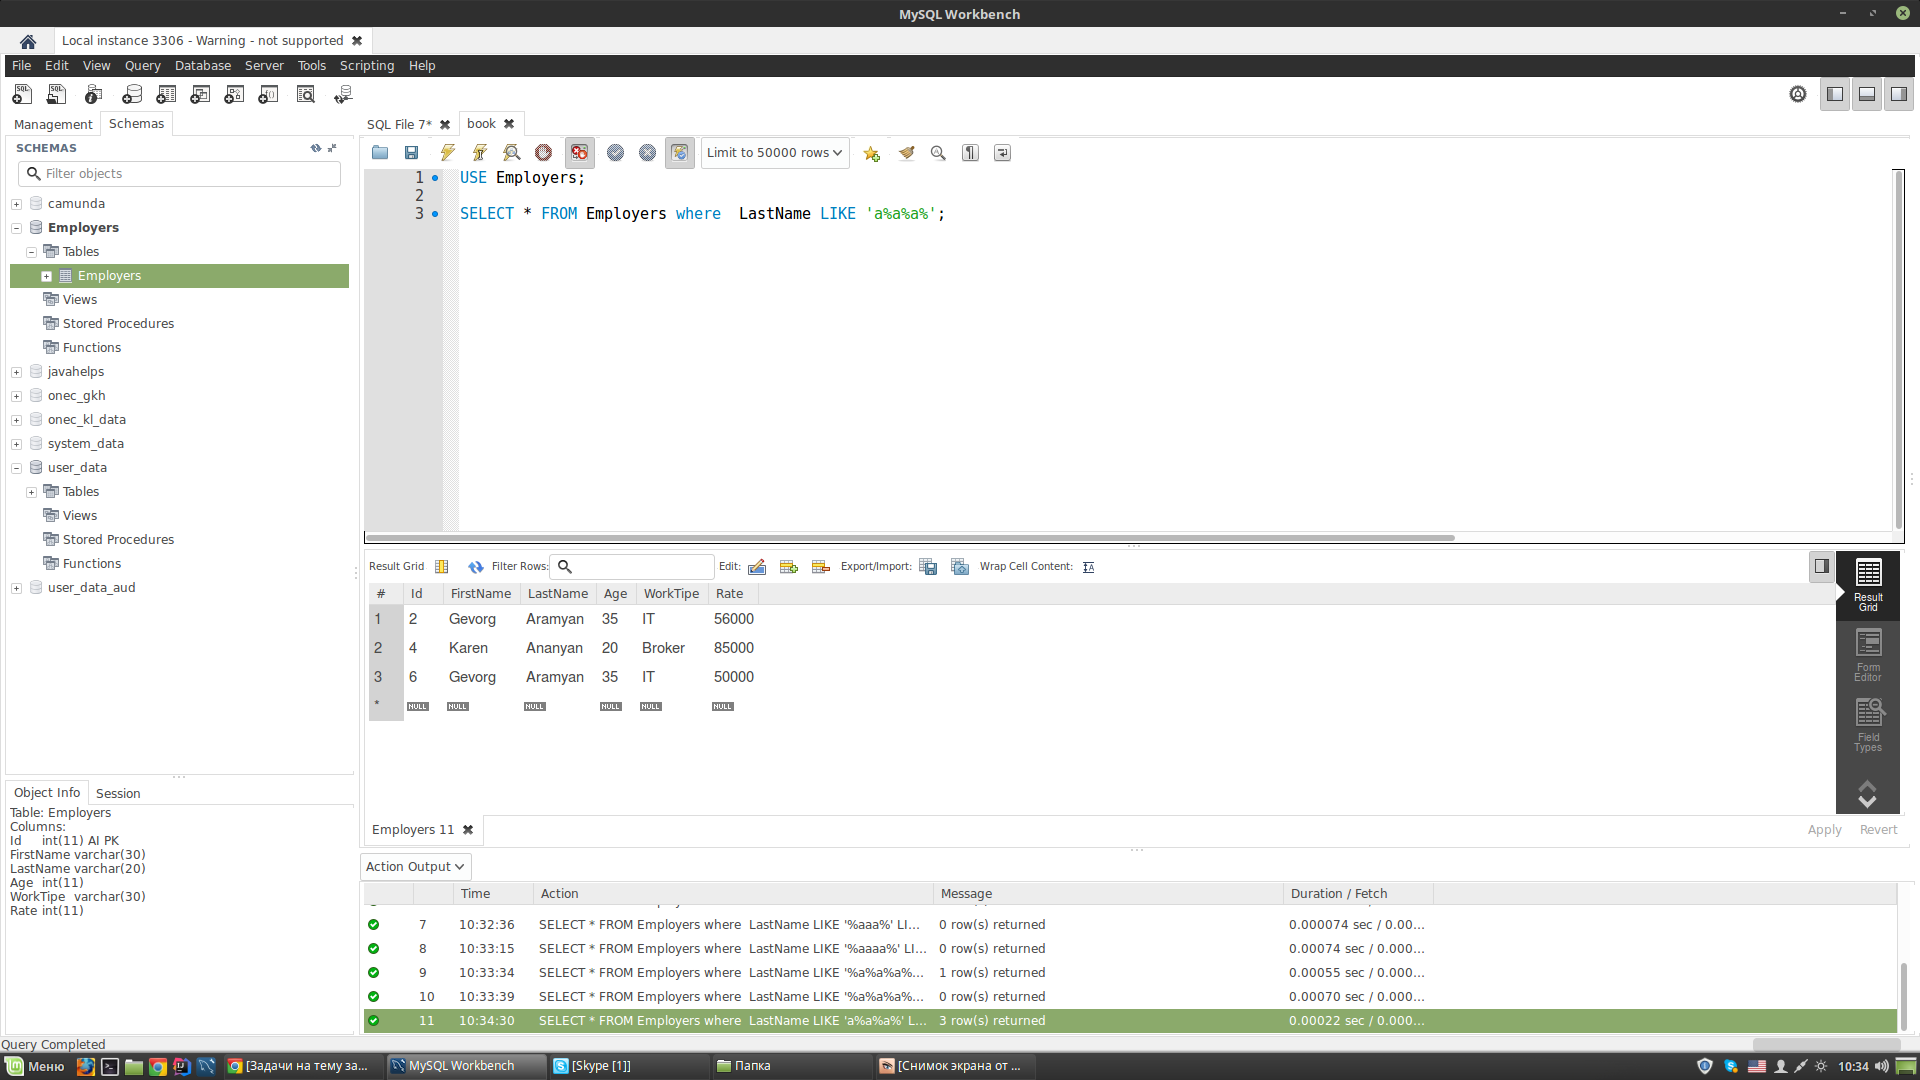 MySQL Workbench
Local instance 3306 - Warning - not supported
File Edit View Query Database Server Tools Scripting Help
Management Schemas
SQL File 7* book
SCHEMAS
Filter objects
Limit to 50000 rows
camunda
Employers
Tables
Employers
Views
Stored Procedures
Functions
javahelps
onec_gkh
onec_kl_data
system_data
user_data
Tables
Views
Stored Procedures
Functions
user_data_aud
1 USE Employers;
2
3 SELECT * FROM Employers where  LastName LIKE 'a%a%a%';
Result Grid Filter Rows: Edit: Export/Import: Wrap Cell Content:
# Id FirstName LastName Age WorkTipe Rate
1 2 Gevorg Aramyan 35 IT 56000
2 4 Karen Ananyan 20 Broker 85000
3 6 Gevorg Aramyan 35 IT 50000
* NULL NULL NULL NULL NULL NULL
Result
Grid
Form
Editor
Field
Types
Employers 11
Apply Revert
Object Info Session
Table: Employers
Columns:
Id int(11) AI PK
FirstName varchar(30)
LastName varchar(20)
Age int(11)
WorkTipe varchar(30)
Rate int(11)
Action Output
Time Action Message Duration / Fetch
7 10:32:36 SELECT * FROM Employers where  LastName LIKE '%aaa%' LI... 0 row(s) returned 0.000074 sec / 0.00...
8 10:33:15 SELECT * FROM Employers where  LastName LIKE '%aaaa%' LI... 0 row(s) returned 0.00074 sec / 0.000...
9 10:33:34 SELECT * FROM Employers where  LastName LIKE '%a%a%a%... 1 row(s) returned 0.00055 sec / 0.000...
10 10:33:39 SELECT * FROM Employers where  LastName LIKE '%a%a%a%... 0 row(s) returned 0.00070 sec / 0.000...
11 10:34:30 SELECT * FROM Employers where  LastName LIKE 'a%a%a%' L... 3 row(s) returned 0.00022 sec / 0.000...
Query Completed
Меню [Задачи на тему за... MySQL Workbench [Skype [1]] Папка [Снимок экрана от ... 10:34